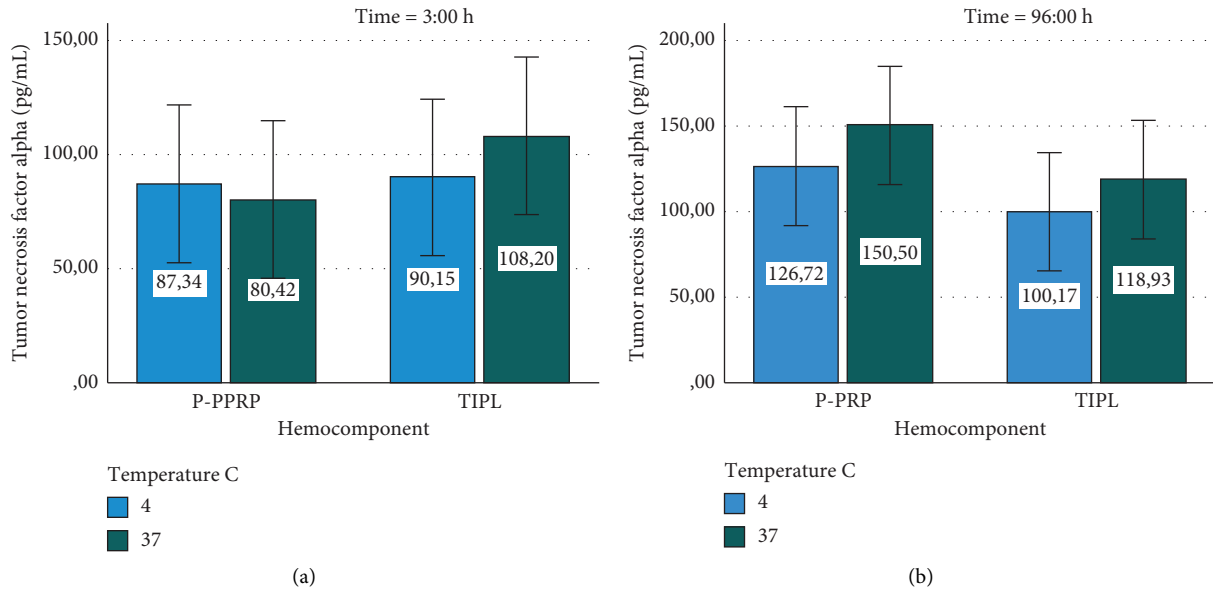 Time = 3:00 h
Tumor necrosis factor alpha (pg/mL)
150,00
100,00
50,00
,00
87,34
80,42
90,15
108,20
P-PPRP
TIPL
Hemocomponent
Temperature C
4
37
(a)
Time = 96:00 h
Tumor necrosis factor alpha (pg/mL)
200,00
150,00
100,00
50,00
,00
126,72
150,50
100,17
118,93
P-PRP
TIPL
Hemocomponent
Temperature C
4
37
(b)